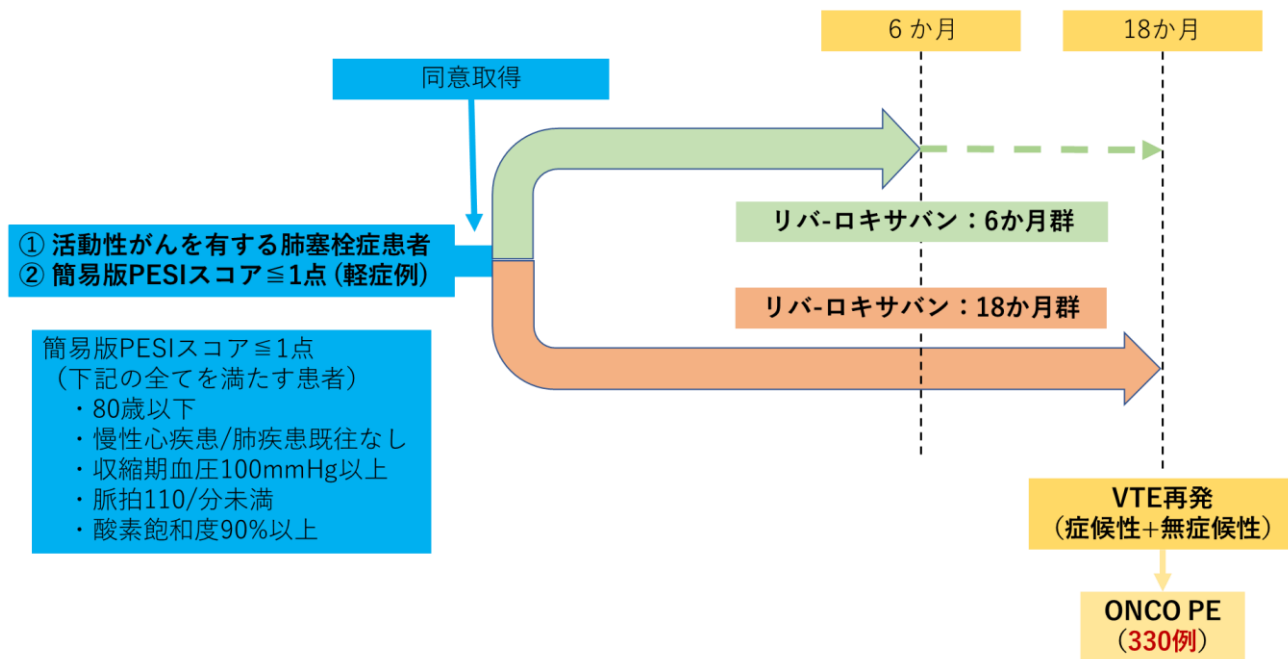 6 か月
18か月
同意取得
リバ-ロキサバン：6か月群
① 活動性がんを有する肺塞栓症患者
② 簡易版PESIスコア≦1点 (軽症例)
リバ-ロキサバン：18か月群
簡易版PESIスコア≦1点
（下記の全てを満たす患者）
・80歳以下
・慢性心疾患/肺疾患既往なし
・収縮期血圧100mmHg以上
・脈拍110/分未満
・酸素飽和度90%以上
VTE再発
（症候性+無症候性）
ONCO PE
（330例）